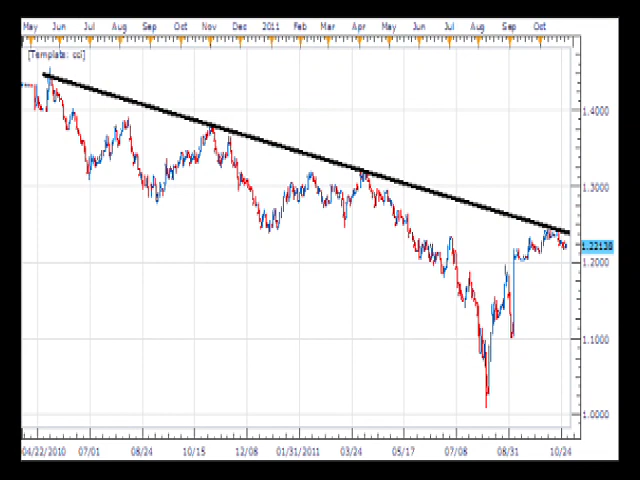 May Jun Jul Aug Sep Oct Nov Dec 2011 Feb Mar Apr May Jun Jul Aug Sep Oct
[Template: cci]
1.4000
1.3000
1.22130
1.2000
1.1000
1.0000
04/22/2010 07/01 08/24 10/15 12/08 01/31/2011 03/24 05/17 07/08 08/31 10/24